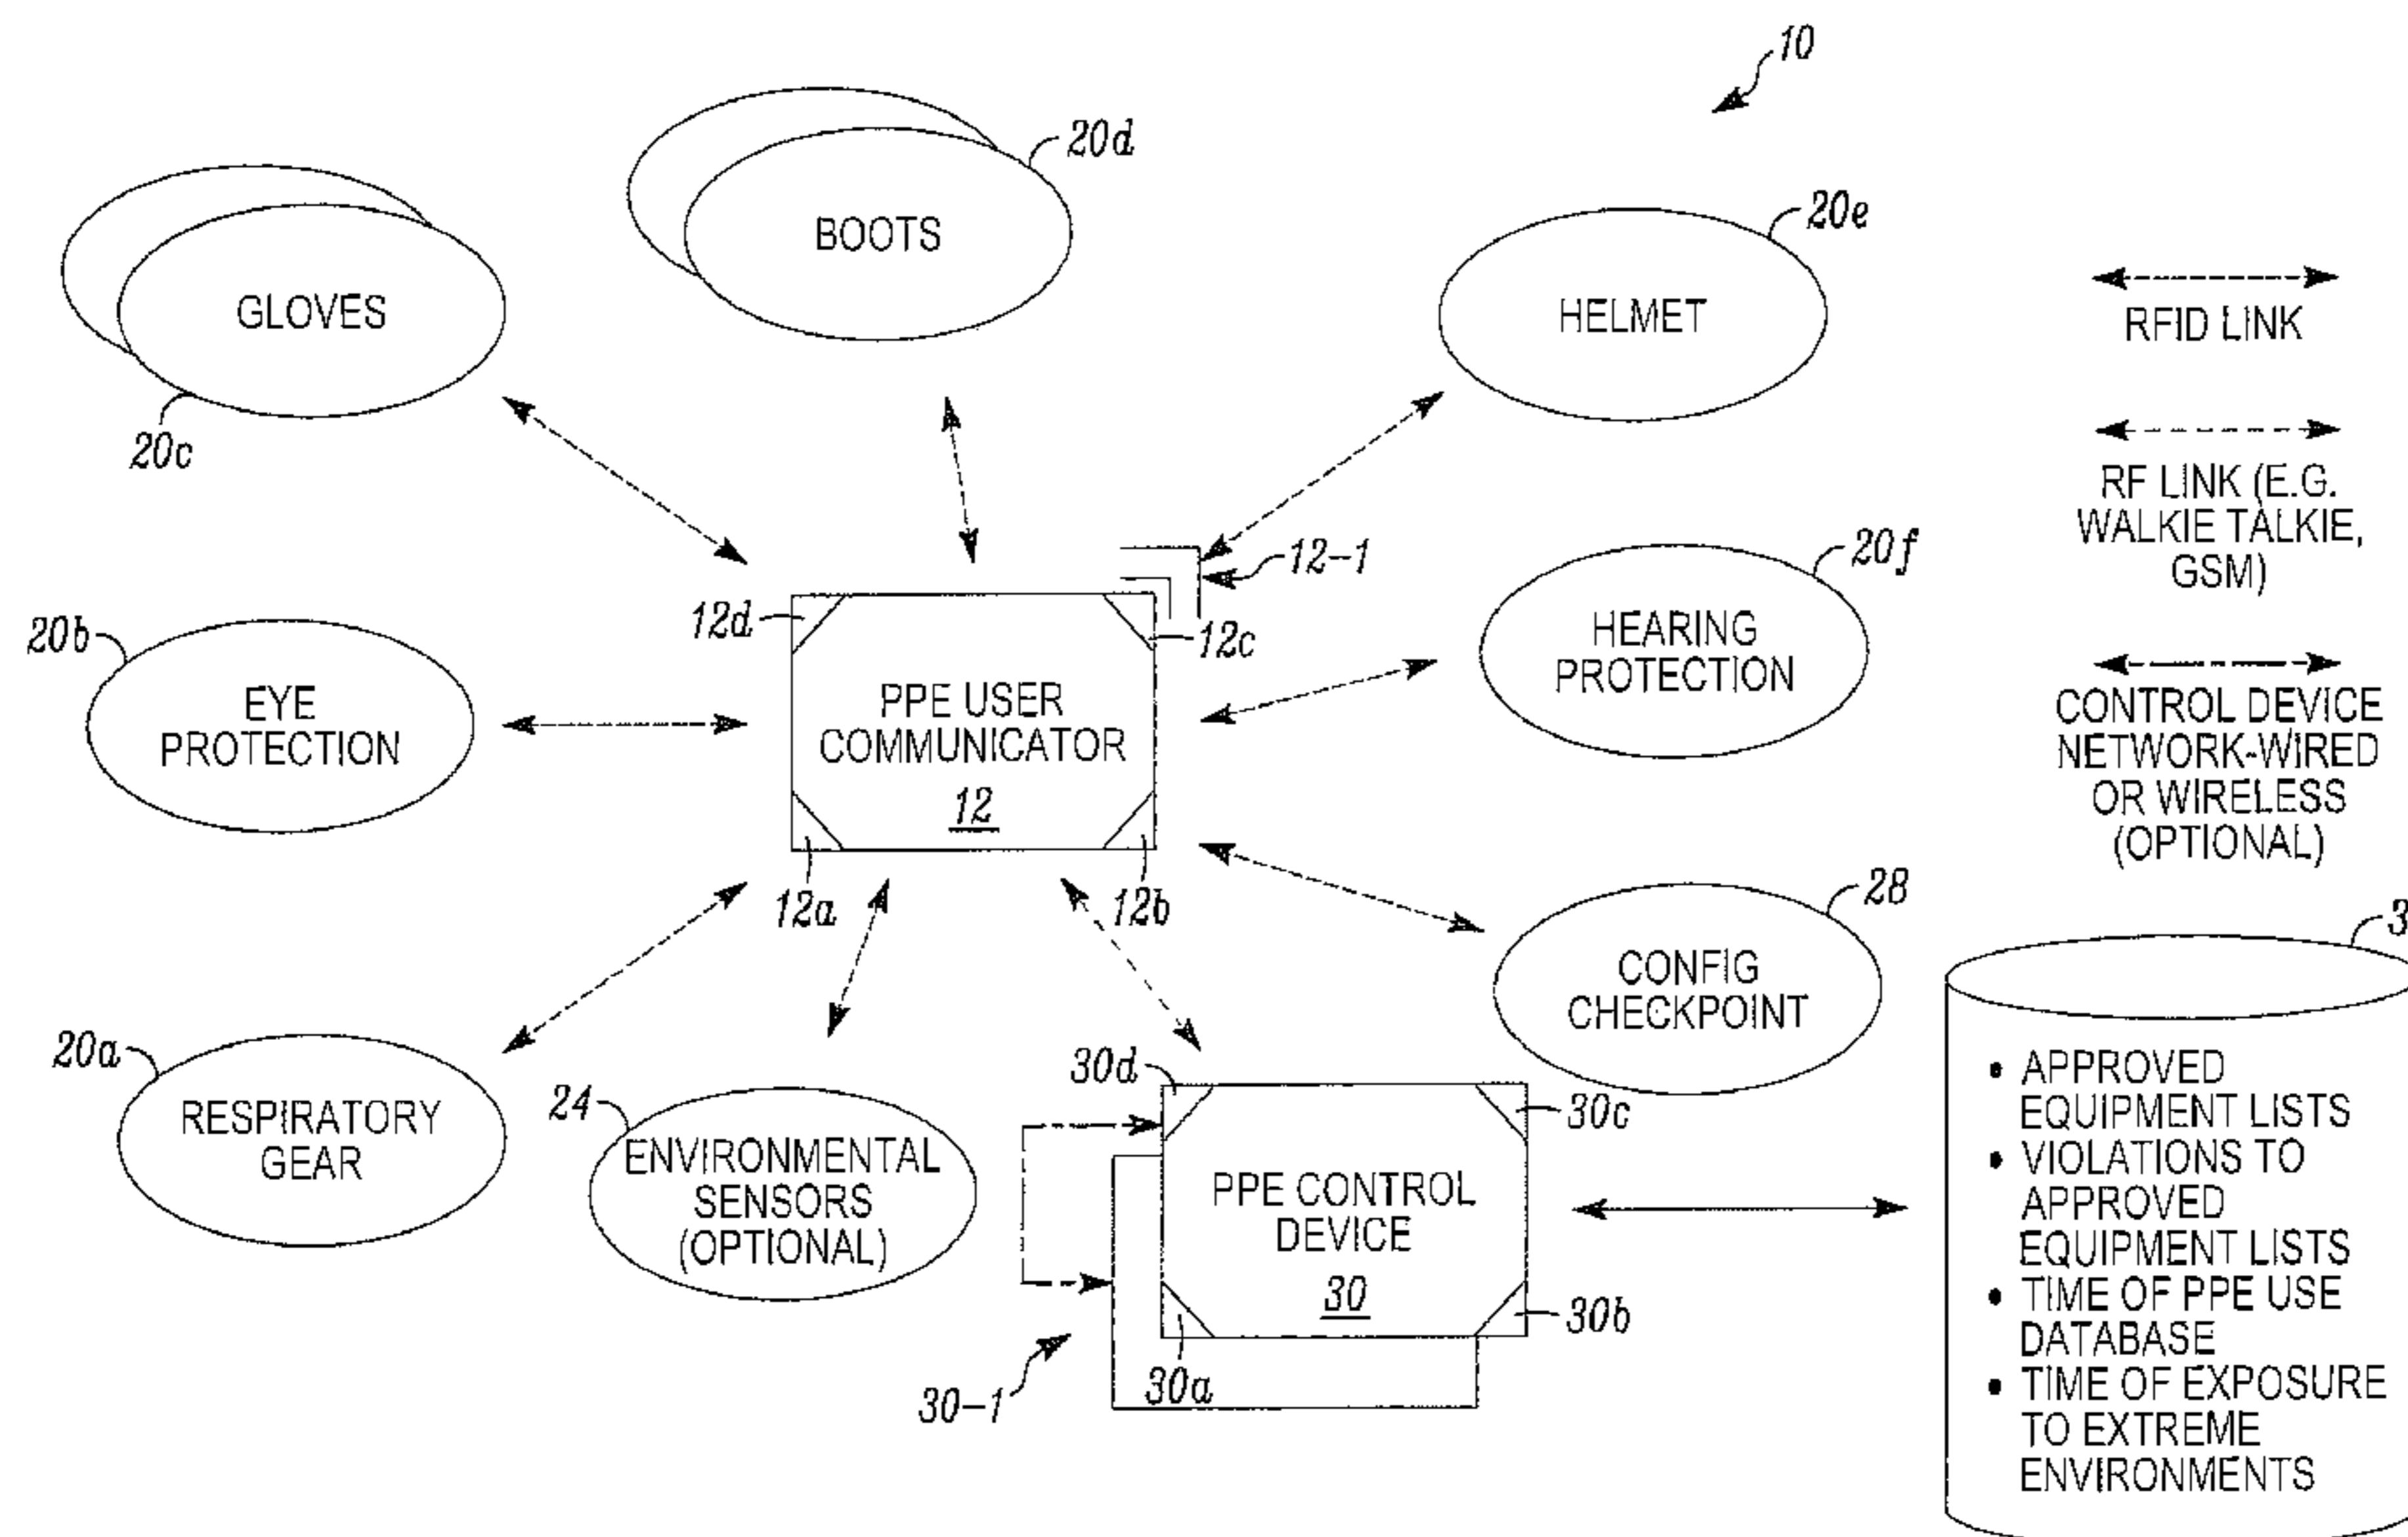 10
20d
BOOTS
20e
HELMET
GLOVES
20c
RFID LINK
RF LINK (E.G.
WALKIE TALKIE,
GSM)
CONTROL DEVICE
NETWORK-WIRED
OR WIRELESS
(OPTIONAL)
12-1
12d
12c
PPE USER
COMMUNICATOR
12
12a
12b
20f
HEARING
PROTECTION
20b
EYE
PROTECTION
28
CONFIG
CHECKPOINT
20a
RESPIRATORY
GEAR
24
ENVIRONMENTAL
SENSORS
(OPTIONAL)
30d
30c
PPE CONTROL
DEVICE
30
30a
30b
30-1
• APPROVED
EQUIPMENT LISTS
• VIOLATIONS TO
APPROVED
EQUIPMENT LISTS
• TIME OF PPE USE
DATABASE
• TIME OF EXPOSURE
TO EXTREME
ENVIRONMENTS